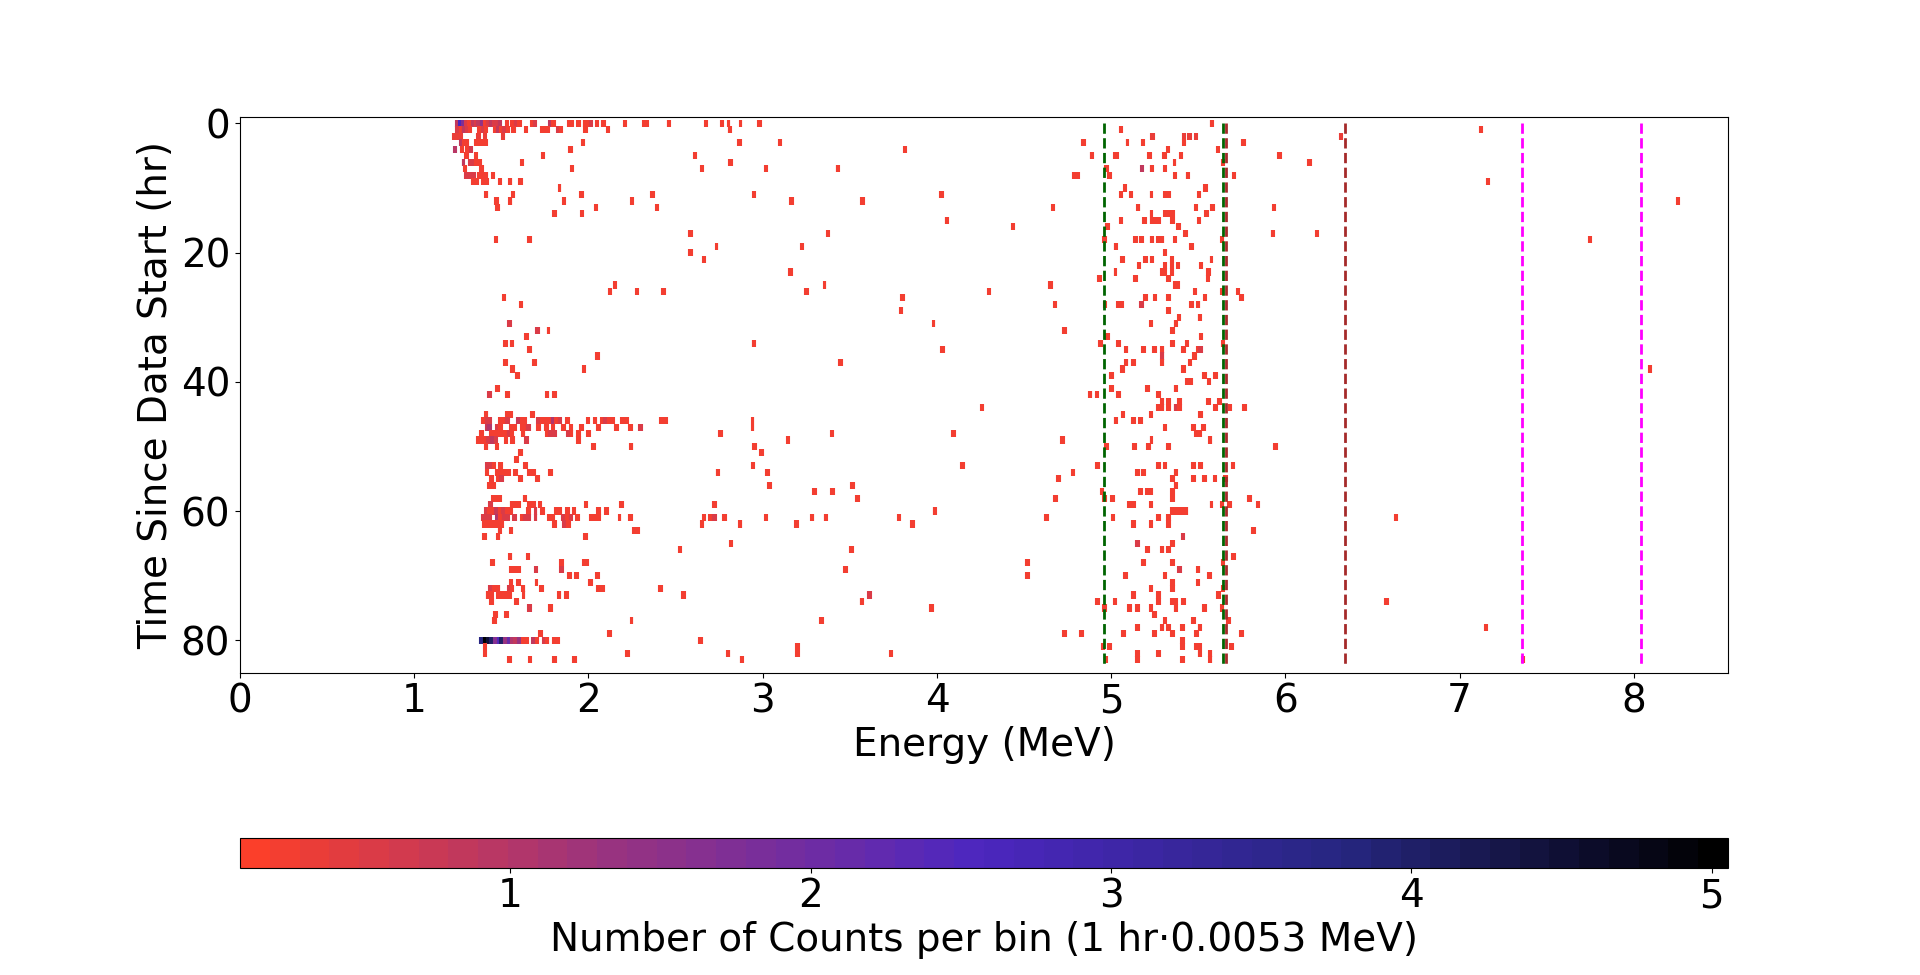 Time Since Data Start (hr)
0
20
40
60
80
0 1 2 3 4 5 6 7 8
Energy (MeV)
1 2 3 4 5
Number of Counts per bin (1 hr·0.0053 MeV)